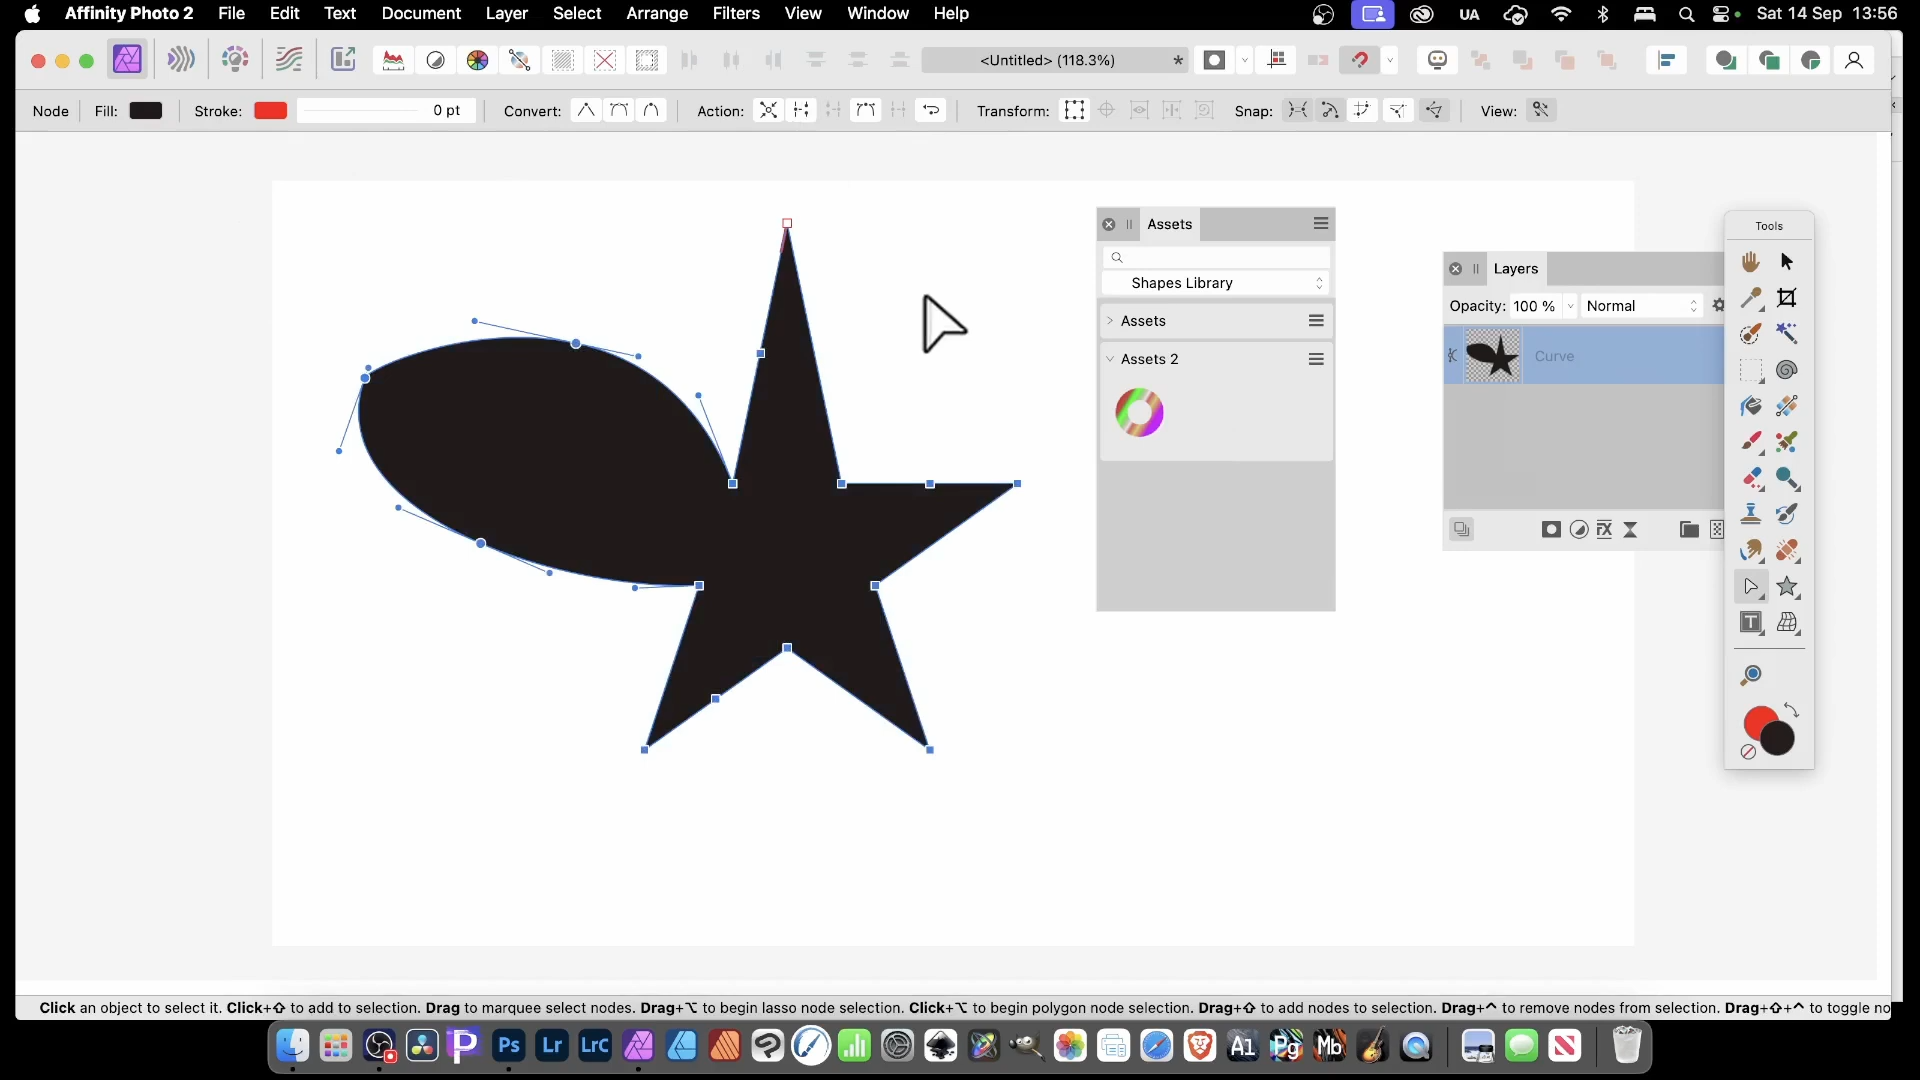 Affinity Photo 2 File Edit Text Document Layer Select Arrange Filters View Window Help UA Sat 14 Sep 13:56
<Untitled> (118.3%) *
Node Fill: Stroke: 0 pt Convert: Action: Transform: Snap: View:
Assets
Shapes Library
Assets
Assets 2
Layers
Opacity: 100 % Normal
Curve
Tools
T
FX
Click an object to select it. Click+⇧ to add to selection. Drag to marquee select nodes. Drag+⌥ to begin lasso node selection. Click+⌥ to begin polygon node selection. Drag+⇧ to add nodes to selection. Drag+^ to remove nodes from selection. Drag+⇧+^ to toggle no
P Ps Lr LrC AI Pg Mb N